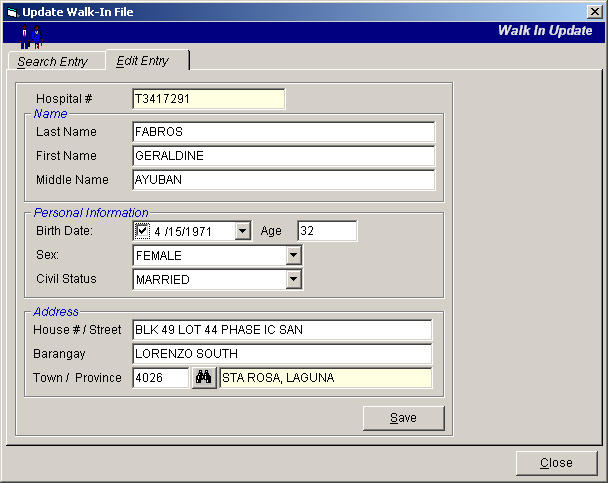 Update Walk-In File
Walk In Update
Search Entry Edit Entry
Hospital # T3417291
Name
Last Name FABROS
First Name GERALDINE
Middle Name AYUBAN
Personal Information
Birth Date: 4 /15/1971 Age 32
Sex: FEMALE
Civil Status MARRIED
Address
House # / Street BLK 49 LOT 44 PHASE IC SAN
Barangay LORENZO SOUTH
Town / Province 4026 STA ROSA, LAGUNA
Save
Close